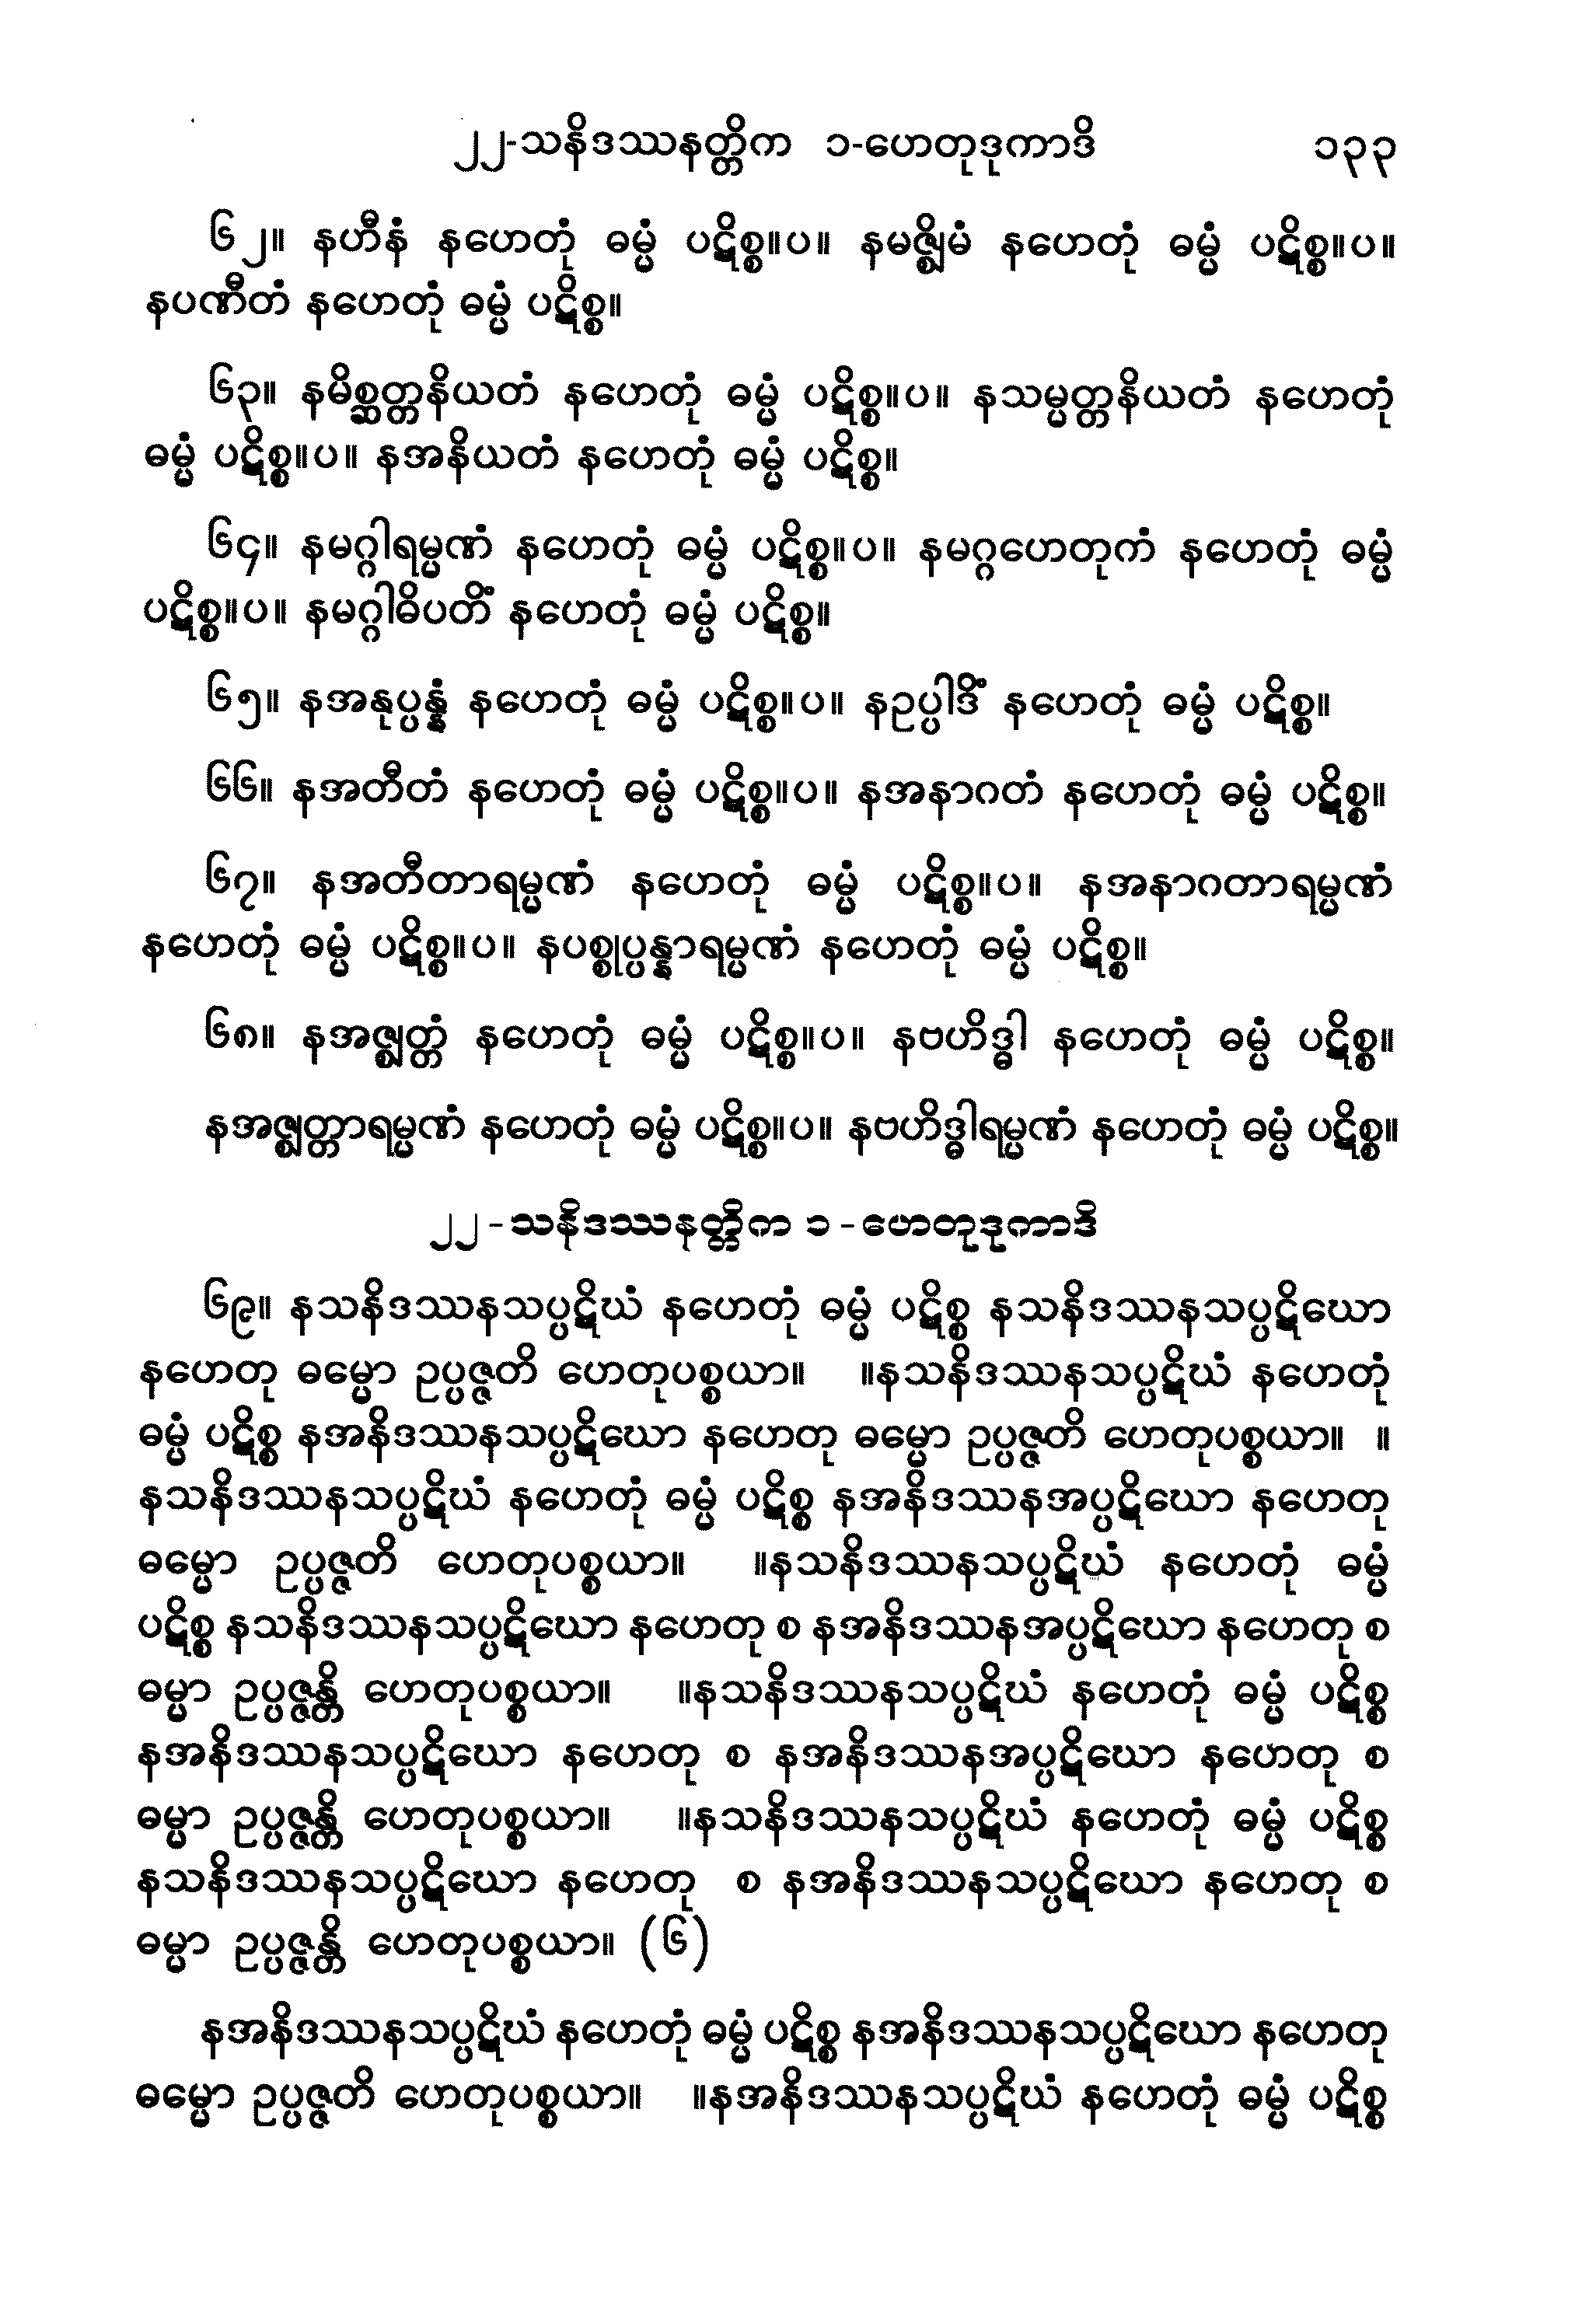 ၂၂-သနိဒဿနတ္တိက ၁-ဟေတုဒုကာဒိ ၁၃၃
၆၂။ နဟီနံ နဟေတုံ ဓမ္မံ ပဋိစ္စ။ပ။ နမဇ္ဈိမံ နဟေတုံ ဓမ္မံ ပဋိစ္စ။ပ။
နပဏီတံ နဟေတုံ ဓမ္မံ ပဋိစ္စ။
၆၃။ နမိစ္ဆတ္တနိယတံ နဟေတုံ ဓမ္မံ ပဋိစ္စ။ပ။ နသမ္မတ္တနိယတံ နဟေတုံ
ဓမ္မံ ပဋိစ္စ။ပ။ နအနိယတံ နဟေတုံ ဓမ္မံ ပဋိစ္စ။
၆၄။ နမဂ္ဂါရမ္မဏံ နဟေတုံ ဓမ္မံ ပဋိစ္စ။ပ။ နမဂ္ဂဟေတုကံ နဟေတုံ ဓမ္မံ
ပဋိစ္စ။ပ။ နမဂ္ဂါဓိပတိံ နဟေတုံ ဓမ္မံ ပဋိစ္စ။
၆၅။ နအနုပ္ပန္နံ နဟေတုံ ဓမ္မံ ပဋိစ္စ။ပ။ နဥပ္ပါဒိံ နဟေတုံ ဓမ္မံ ပဋိစ္စ။
၆၆။ နအတီတံ နဟေတုံ ဓမ္မံ ပဋိစ္စ။ပ။ နအနာဂတံ နဟေတုံ ဓမ္မံ ပဋိစ္စ။
၆၇။ နအတီတာရမ္မဏံ နဟေတုံ ဓမ္မံ ပဋိစ္စ။ပ။ နအနာဂတာရမ္မဏံ
နဟေတုံ ဓမ္မံ ပဋိစ္စ။ပ။ နပစ္စုပ္ပန္နာရမ္မဏံ နဟေတုံ ဓမ္မံ ပဋိစ္စ။
၆၈။ နအဇ္ဈတ္တံ နဟေတုံ ဓမ္မံ ပဋိစ္စ။ပ။ နဗဟိဒ္ဓါ နဟေတုံ ဓမ္မံ ပဋိစ္စ။
နအဇ္ဈတ္တာရမ္မဏံ နဟေတုံ ဓမ္မံ ပဋိစ္စ။ပ။ နဗဟိဒ္ဓါရမ္မဏံ နဟေတုံ ဓမ္မံ ပဋိစ္စ။
၂၂-သနိဒဿနတ္တိက ၁-ဟေတုဒုကာဒိ
၆၉။ နသနိဒဿနသပ္ပဋိဃံ နဟေတုံ ဓမ္မံ ပဋိစ္စ နသနိဒဿနသပ္ပဋိဃော
နဟေတု ဓမ္မော ဥပ္ပဇ္ဇတိ ဟေတုပစ္စယာ။ ။နသနိဒဿနသပ္ပဋိဃံ နဟေတုံ
ဓမ္မံ ပဋိစ္စ နအနိဒဿနသပ္ပဋိဃော နဟေတု ဓမ္မော ဥပ္ပဇ္ဇတိ ဟေတုပစ္စယာ။ ။
နသနိဒဿနသပ္ပဋိဃံ နဟေတုံ ဓမ္မံ ပဋိစ္စ နအနိဒဿနအပ္ပဋိဃော နဟေတု
ဓမ္မော ဥပ္ပဇ္ဇတိ ဟေတုပစ္စယာ။ ။နသနိဒဿနသပ္ပဋိဃံ နဟေတုံ ဓမ္မံ
ပဋိစ္စ နသနိဒဿနသပ္ပဋိဃော နဟေတု စ နအနိဒဿနအပ္ပဋိဃော နဟေတု စ
ဓမ္မာ ဥပ္ပဇ္ဇန္တိ ဟေတုပစ္စယာ။ ။နသနိဒဿနသပ္ပဋိဃံ နဟေတုံ ဓမ္မံ ပဋိစ္စ
နအနိဒဿနသပ္ပဋိဃော နဟေတု စ နအနိဒဿနအပ္ပဋိဃော နဟေတု စ
ဓမ္မာ ဥပ္ပဇ္ဇန္တိ ဟေတုပစ္စယာ။ ။နသနိဒဿနသပ္ပဋိဃံ နဟေတုံ ဓမ္မံ ပဋိစ္စ
နသနိဒဿနသပ္ပဋိဃော နဟေတု စ နအနိဒဿနသပ္ပဋိဃော နဟေတု စ
ဓမ္မာ ဥပ္ပဇ္ဇန္တိ ဟေတုပစ္စယာ။ (၆)
နအနိဒဿနသပ္ပဋိဃံ နဟေတုံ ဓမ္မံ ပဋိစ္စ နအနိဒဿနသပ္ပဋိဃော နဟေတု
ဓမ္မော ဥပ္ပဇ္ဇတိ ဟေတုပစ္စယာ။ ။နအနိဒဿနသပ္ပဋိဃံ နဟေတုံ ဓမ္မံ ပဋိစ္စ